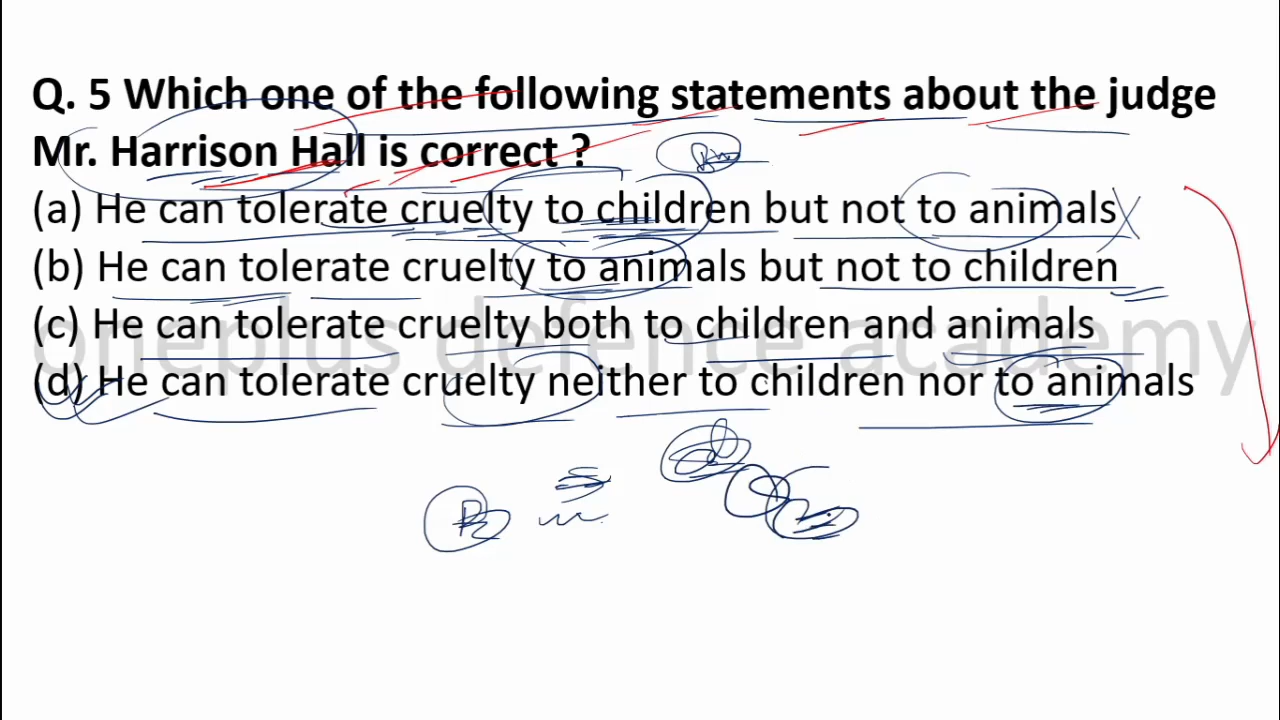 Q. 5 Which one of the following statements about the judge
Mr. Harrison Hall is correct ?
(a) He can tolerate cruelty to children but not to animals
(b) He can tolerate cruelty to animals but not to children
(c) He can tolerate cruelty both to children and animals
oneplus defence academy
(d) He can tolerate cruelty neither to children nor to animals